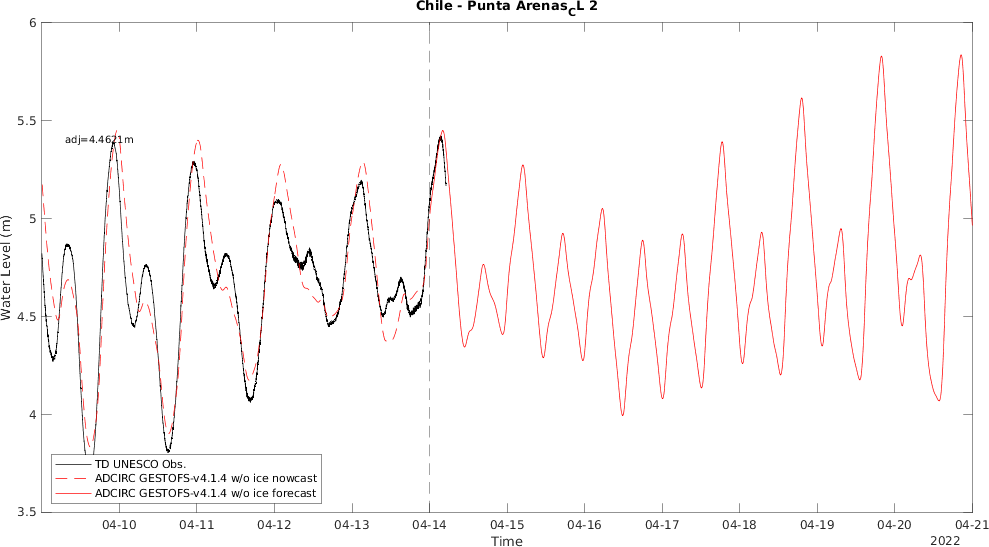 Chile - Punta Arenas_CL 2
Water Level (m)
6
5.5
5
4.5
4
3.5
adj=4.4621m
TD UNESCO Obs.
ADCIRC GESTOFS-v4.1.4 w/o ice nowcast
ADCIRC GESTOFS-v4.1.4 w/o ice forecast
04-10 04-11 04-12 04-13 04-14 04-15 04-16 04-17 04-18 04-19 04-20 04-21
Time
2022